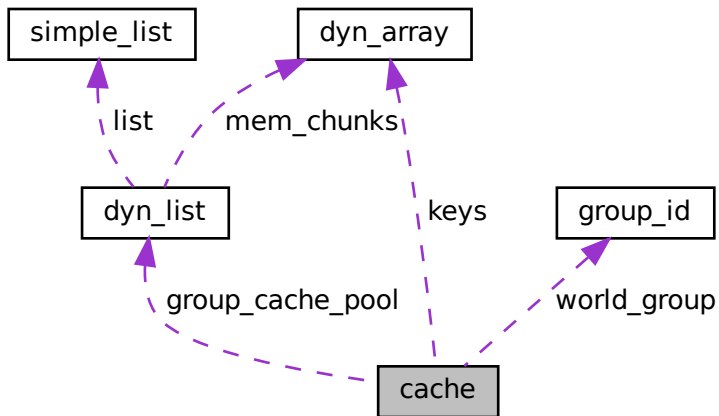 simple_list
dyn_array
list
mem_chunks
dyn_list
keys
group_id
group_cache_pool
world_group
cache